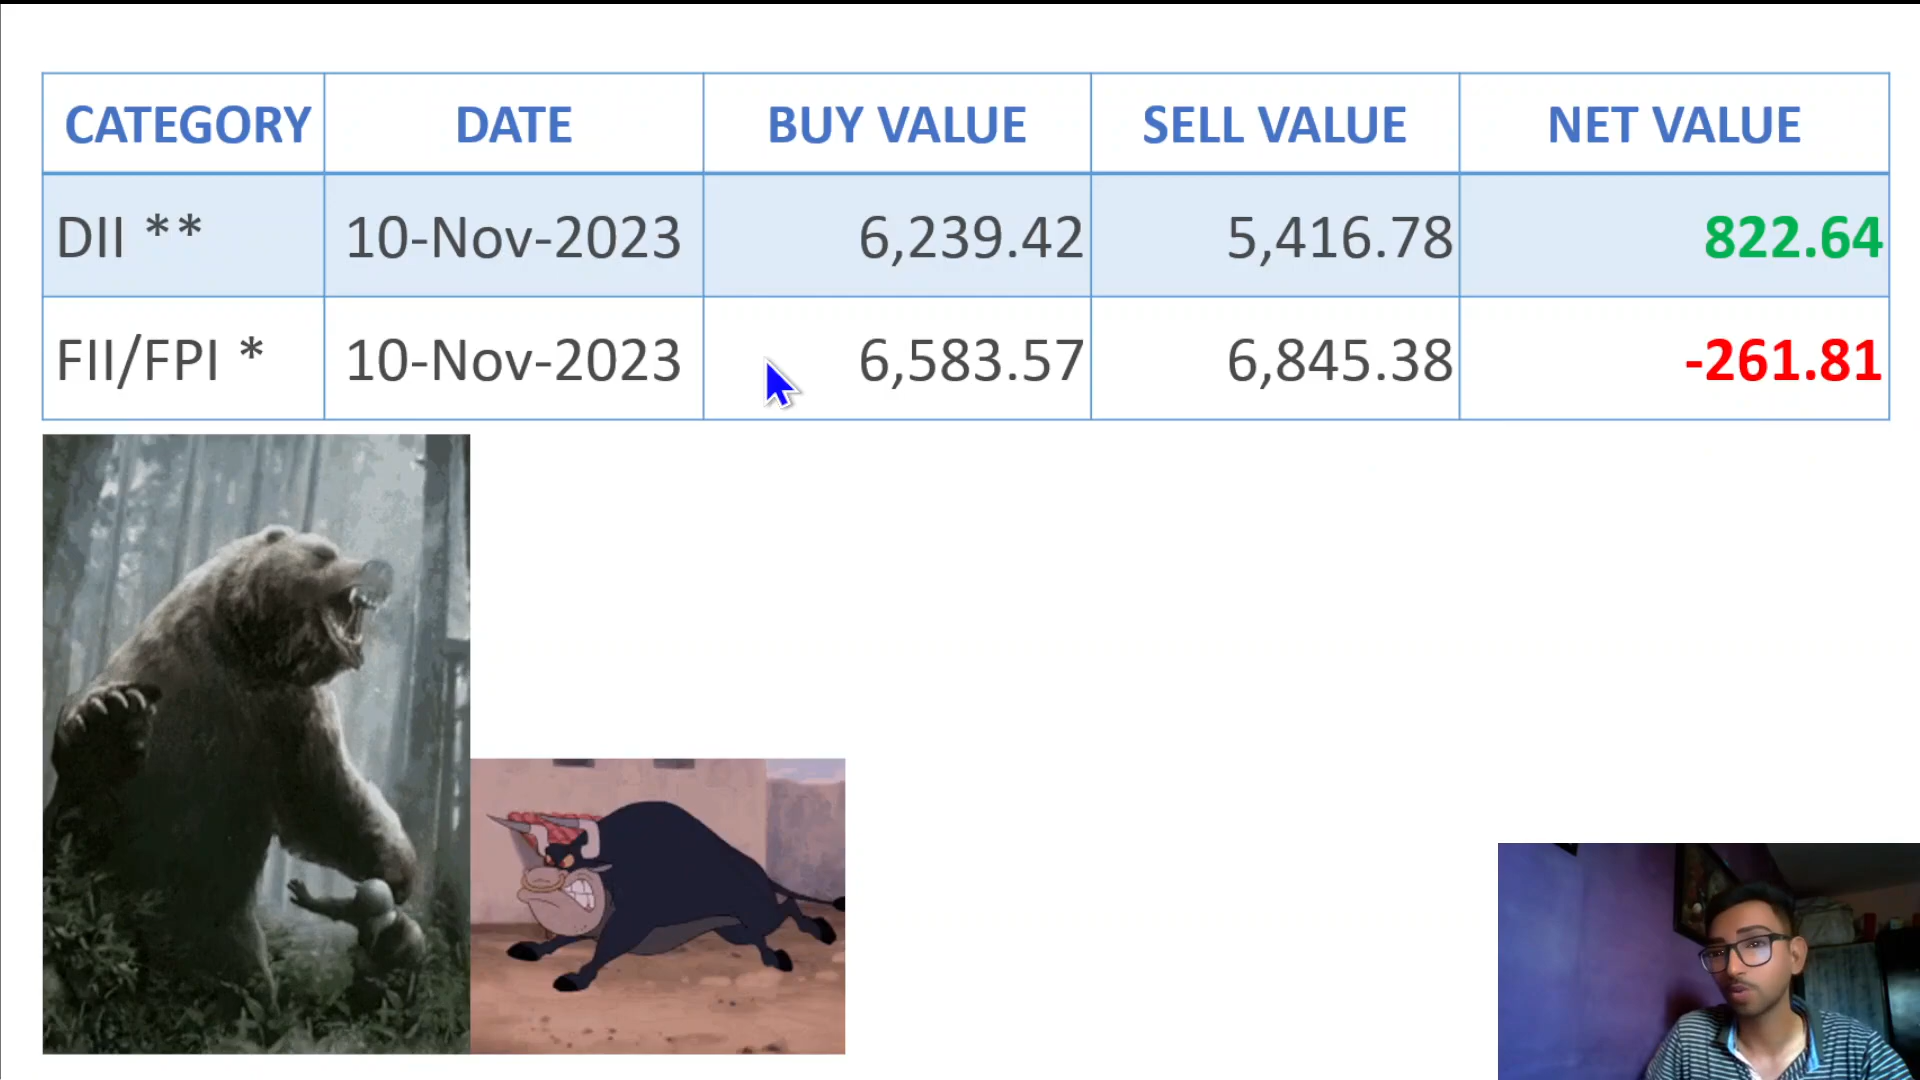 CATEGORY DATE BUY VALUE SELL VALUE NET VALUE
DII ** 10-Nov-2023 6,239.42 5,416.78 822.64
FII/FPI * 10-Nov-2023 6,583.57 6,845.38 -261.81